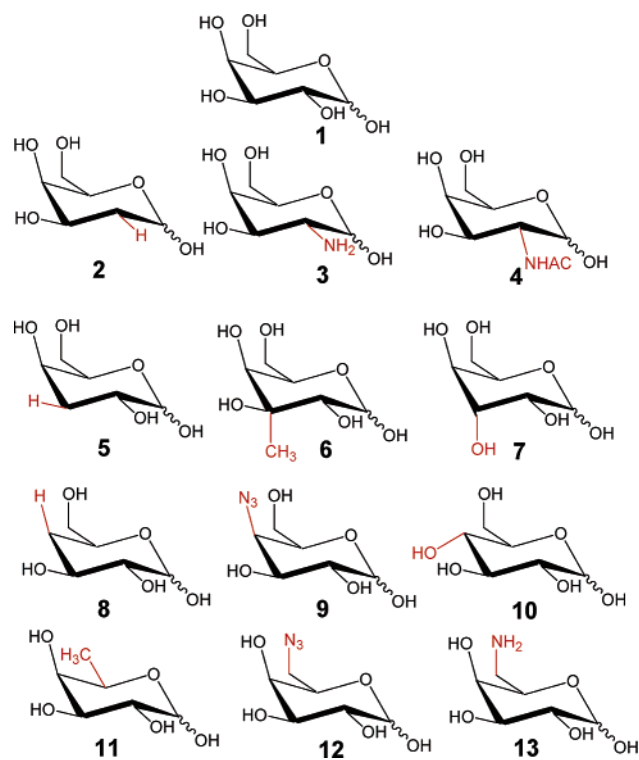 HO OH
O
HO OH OH
1
HO OH HO OH HO OH
O O O
HO H OH HO NH2 OH HO NHAC OH
2 3 4
HO OH HO OH HO OH
O O O
H OH OH HO OH OH OH OH
CH3 OH
5 6 7
H OH N3 OH OH
O O O
HO
HO OH OH HO OH OH HO OH OH
8 9 10
HO H3C HO N3 HO NH2
O O O
HO OH OH HO OH OH HO OH OH
11 12 13